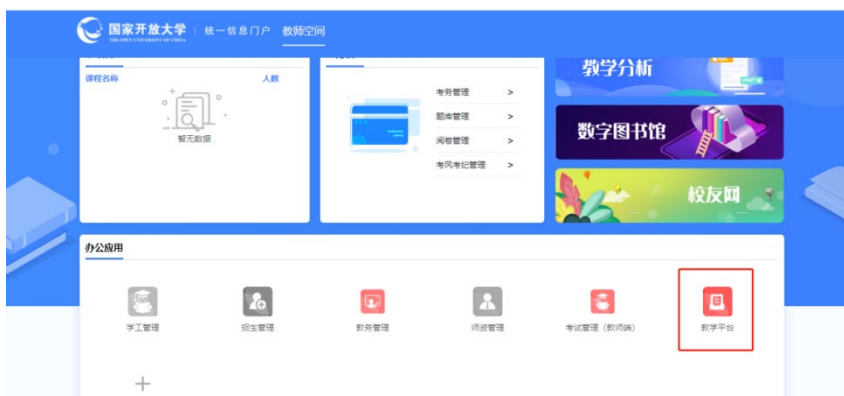 国家开放大学
THE OPEN UNIVERSITY OF CHINA
统一信息门户
教师空间
课程名称
人数
暂无数据
考务管理 >
题库管理 >
阅卷管理 >
考风考纪管理 >
教学分析
数字图书馆
校友网
办公应用
学工管理
招生管理
教务管理
师资管理
考试管理（教师端）
教学平台